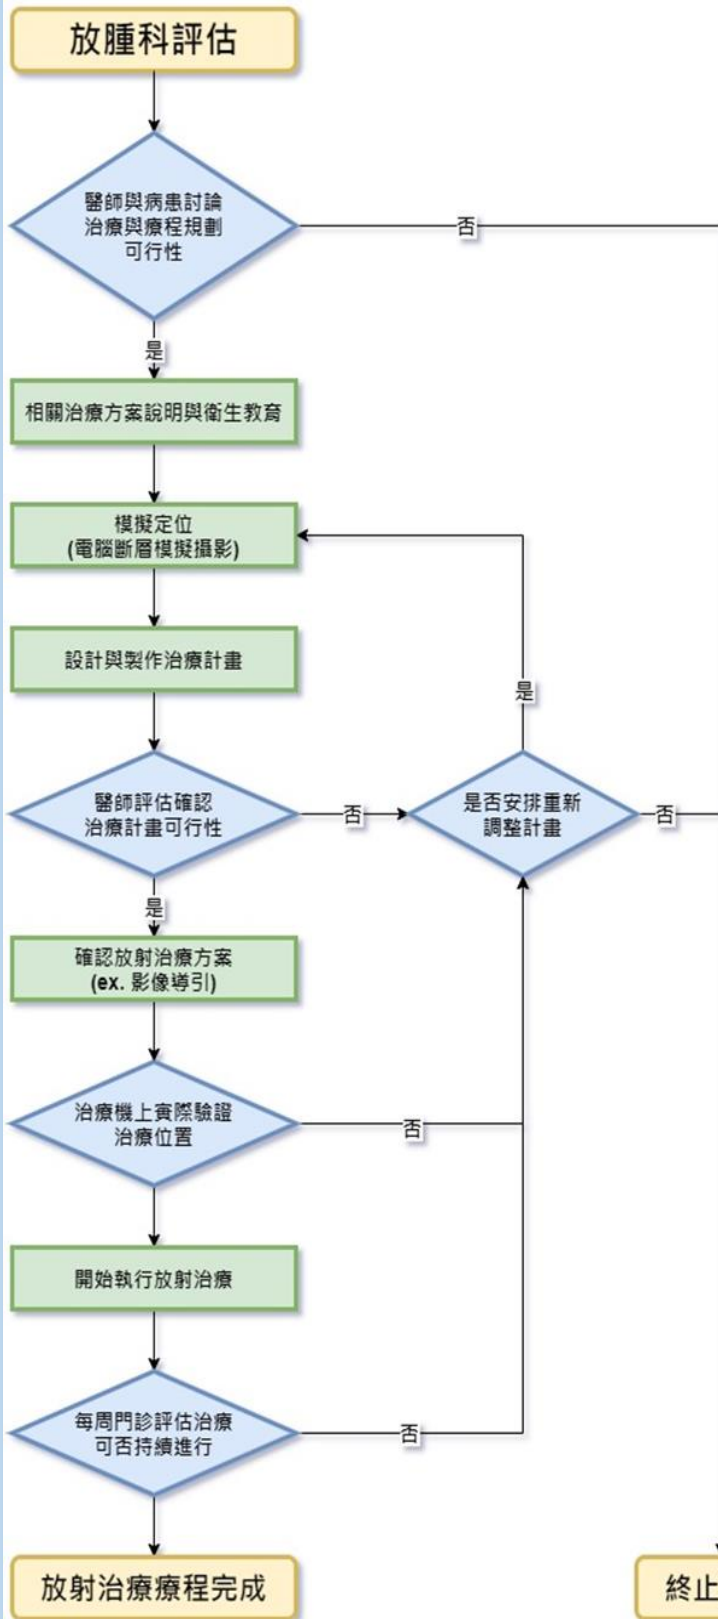 放腫科評估
醫師與病患討論
治療與療程規劃
可行性
否
是
相關治療方案說明與衛生教育
模擬定位
(電腦斷層模擬攝影)
設計與製作治療計畫
是
醫師評估確認
治療計畫可行性
否
是否安排重新
調整計畫
否
是
確認放射治療方案
(ex. 影像導引)
治療機上實際驗證
治療位置
否
開始執行放射治療
每周門診評估治療
可否持續進行
否
放射治療療程完成
終止